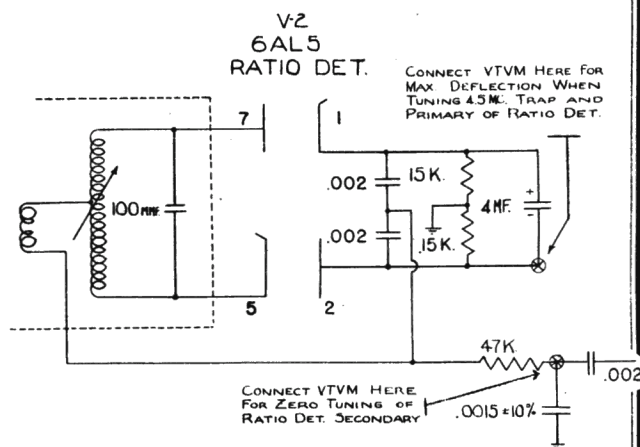 V-2
6AL5
RATIO DET.
CONNECT VTVM HERE FOR
MAX. DEFLECTION WHEN
TUNING 4.5 MC. TRAP AND
PRIMARY OF RATIO DET.
7
1
100 MMF.
.002
15K.
+
4 MF.
-
.002
15K.
5
2
47K
.002
CONNECT VTVM HERE
FOR ZERO TUNING OF
RATIO DET. SECONDARY
.0015 ±10%